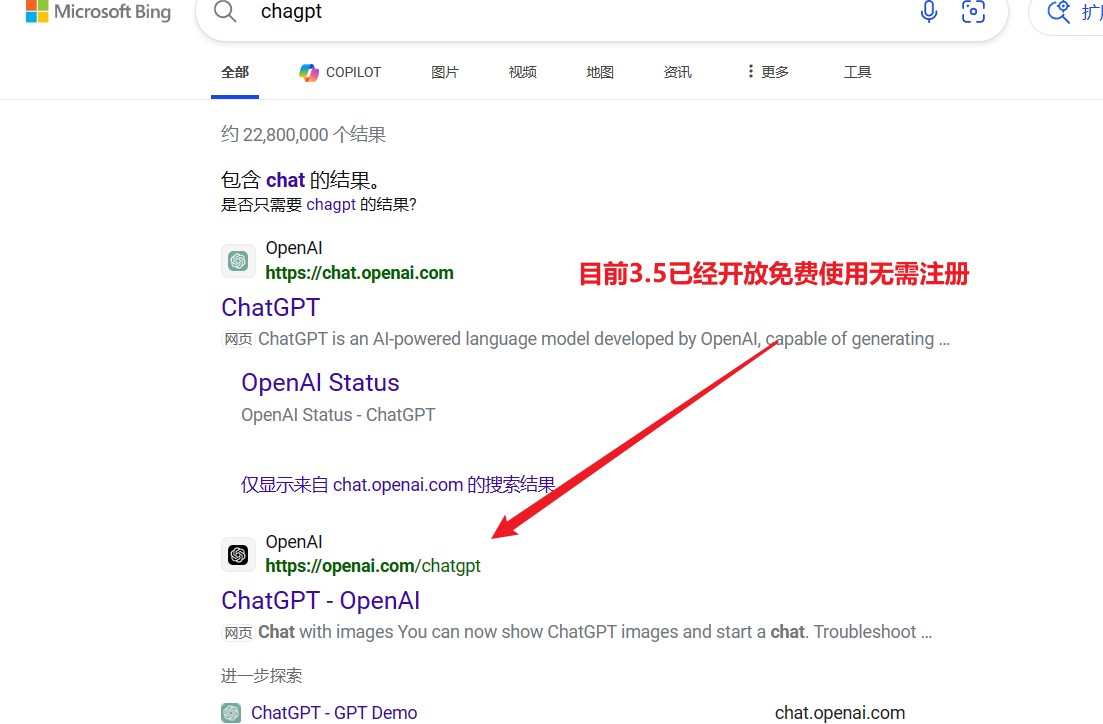 Microsoft Bing
chagpt
扩展
全部
COPILOT
图片
视频
地图
资讯
更多
工具
约 22,800,000 个结果
包含 chat 的结果。
是否只需要 chagpt 的结果?
OpenAI
https://chat.openai.com
目前3.5已经开放免费使用无需注册
ChatGPT
网页 ChatGPT is an AI-powered language model developed by OpenAI, capable of generating ...
OpenAI Status
OpenAI Status - ChatGPT
仅显示来自 chat.openai.com 的搜索结果
OpenAI
https://openai.com/chatgpt
ChatGPT - OpenAI
网页 Chat with images You can now show ChatGPT images and start a chat. Troubleshoot ...
进一步探索
ChatGPT - GPT Demo
chat.openai.com